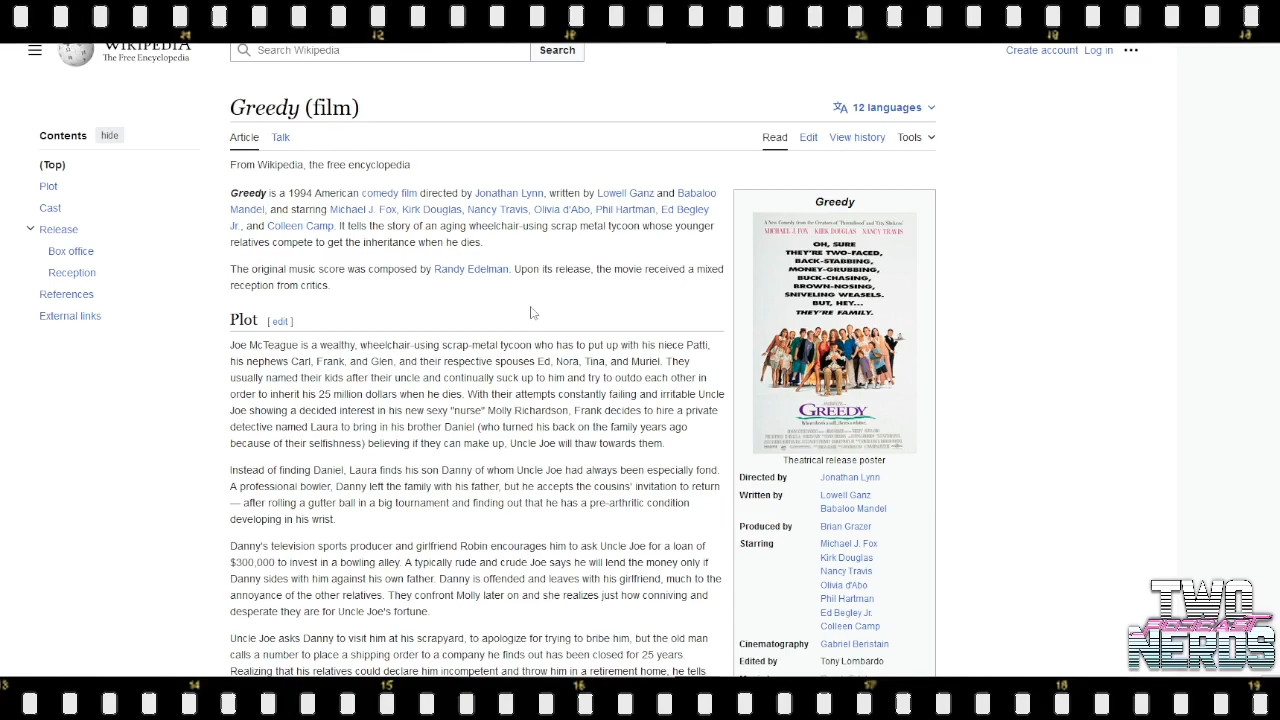 WIKIPEDIA
The Free Encyclopedia
Search Wikipedia
Search
Create account Log in
Greedy (film)
12 languages
Contents hide
Article Talk
Read Edit View history Tools
(Top)
From Wikipedia, the free encyclopedia
Plot
Cast
Release
Box office
Reception
References
External links
Greedy is a 1994 American comedy film directed by Jonathan Lynn, written by Lowell Ganz and Babaloo
Mandel, and starring Michael J. Fox, Kirk Douglas, Nancy Travis, Olivia d'Abo, Phil Hartman, Ed Begley
Jr., and Colleen Camp. It tells the story of an aging wheelchair-using scrap metal tycoon whose younger
relatives compete to get the inheritance when he dies.
The original music score was composed by Randy Edelman. Upon its release, the movie received a mixed
reception from critics.
Plot [ edit ]
Joe McTeague is a wealthy, wheelchair-using scrap-metal tycoon who has to put up with his niece Patti,
his nephews Carl, Frank, and Glen, and their respective spouses Ed, Nora, Tina, and Muriel. They
usually named their kids after their uncle and continually suck up to him and try to outdo each other in
order to inherit his 25 million dollars when he dies. With their attempts constantly failing and irritable Uncle
Joe showing a decided interest in his new sexy "nurse" Molly Richardson, Frank decides to hire a private
detective named Laura to bring in his brother Daniel (who turned his back on the family years ago
because of their selfishness) believing if they can make up, Uncle Joe will soften towards them.
Instead of finding Daniel, Laura finds his son Danny of whom Uncle Joe had always been especially fond.
A professional bowler, Danny left the family with his father, but he accepts the cousins' invitation to return
— after rolling a gutter ball in a big tournament and finding out that he has a pre-arthritic condition
developing in his wrist.
Danny's television sports producer and girlfriend Robin encourages him to ask Uncle Joe for a loan of
$300,000 to invest in a bowling alley. A typically rude and crude Joe says he will lend the money only if
Danny sides with him against his own father. Danny is offended and leaves with his girlfriend, much to the
annoyance of the other relatives. They confront Molly later on and she realizes just how conniving and
desperate they are for Uncle Joe's fortune.
Uncle Joe asks Danny to visit him at his scrapyard, to apologize for trying to bribe him, but the old man
calls a number to place a shipping order to a company he finds out has been closed for 25 years.
Realizing that his relatives could declare him incompetent and throw him in a retirement home, he tells
Greedy
MICHAEL J. FOX KIRK DOUGLAS NANCY TRAVIS
OH, SURE
THEY'RE TWO-FACED,
BACK-STABBING,
MONEY-GRUBBING,
BUCK-CHASING,
BROWN-NOSING,
SNIVELING WEASELS.
BUT, HEY...
THEY'RE FAMILY.
GREEDY
Theatrical release poster
Directed by Jonathan Lynn
Written by Lowell Ganz
Babaloo Mandel
Produced by Brian Grazer
Starring Michael J. Fox
Kirk Douglas
Nancy Travis
Olivia d'Abo
Phil Hartman
Ed Begley Jr.
Colleen Camp
Cinematography Gabriel Beristain
Edited by Tony Lombardo
TWO
NERDS
13 14 15 16 17 18 19